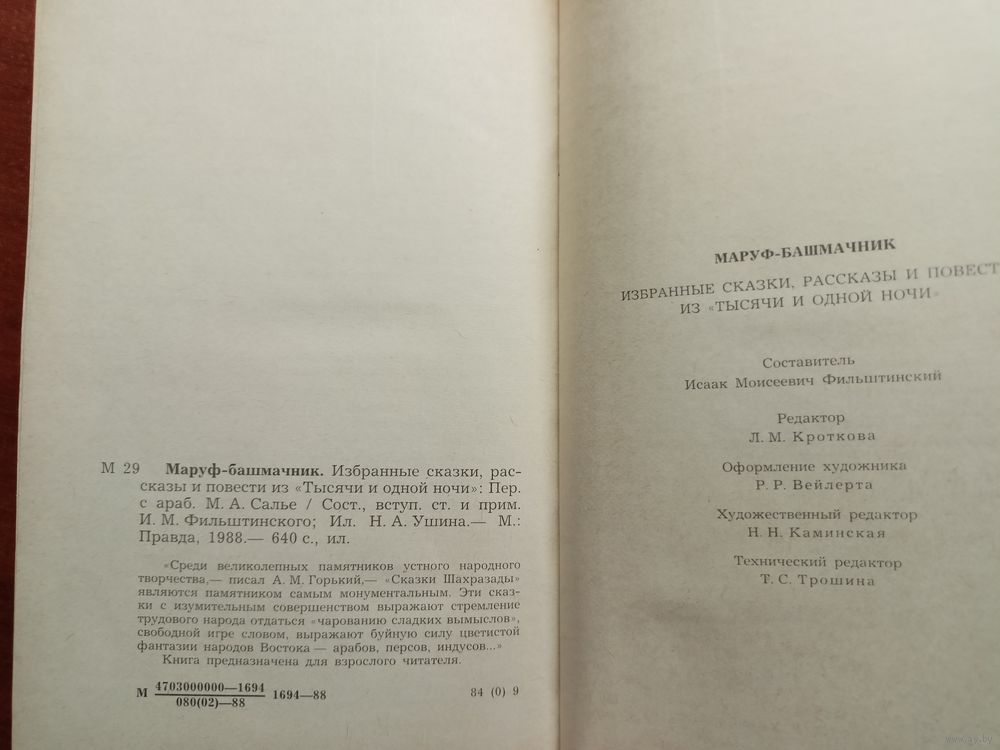 М 29 Маруф-башмачник. Избранные сказки, рас-
сказы и повести из «Тысячи и одной ночи»: Пер.
с араб. М. А. Салье / Сост., вступ. ст. и прим.
И. М. Фильштинского; Ил. Н. А. Ушина.— М.:
Правда, 1988.— 640 с., ил.
«Среди великолепных памятников устного народного
творчества,— писал А. М. Горький,— «Сказки Шахразады»
являются памятником самым монументальным. Эти сказ-
ки с изумительным совершенством выражают стремление
трудового народа отдаться «чарованию сладких вымыслов»,
свободной игре словом, выражают буйную силу цветистой
фантазии народов Востока — арабов, персов, индусов...»
Книга предназначена для взрослого читателя.
М 4703000000—1694 1694—88
080(02)—88
84 (0) 9
МАРУФ-БАШМАЧНИК
ИЗБРАННЫЕ СКАЗКИ, РАССКАЗЫ И ПОВЕСТ
ИЗ «ТЫСЯЧИ И ОДНОЙ НОЧИ»
Составитель
Исаак Моисеевич Фильштинский
Редактор
Л. М. Кроткова
Оформление художника
Р. Р. Вейлерта
Художественный редактор
Н. Н. Каминская
Технический редактор
Т. С. Трошина
www.ay.by